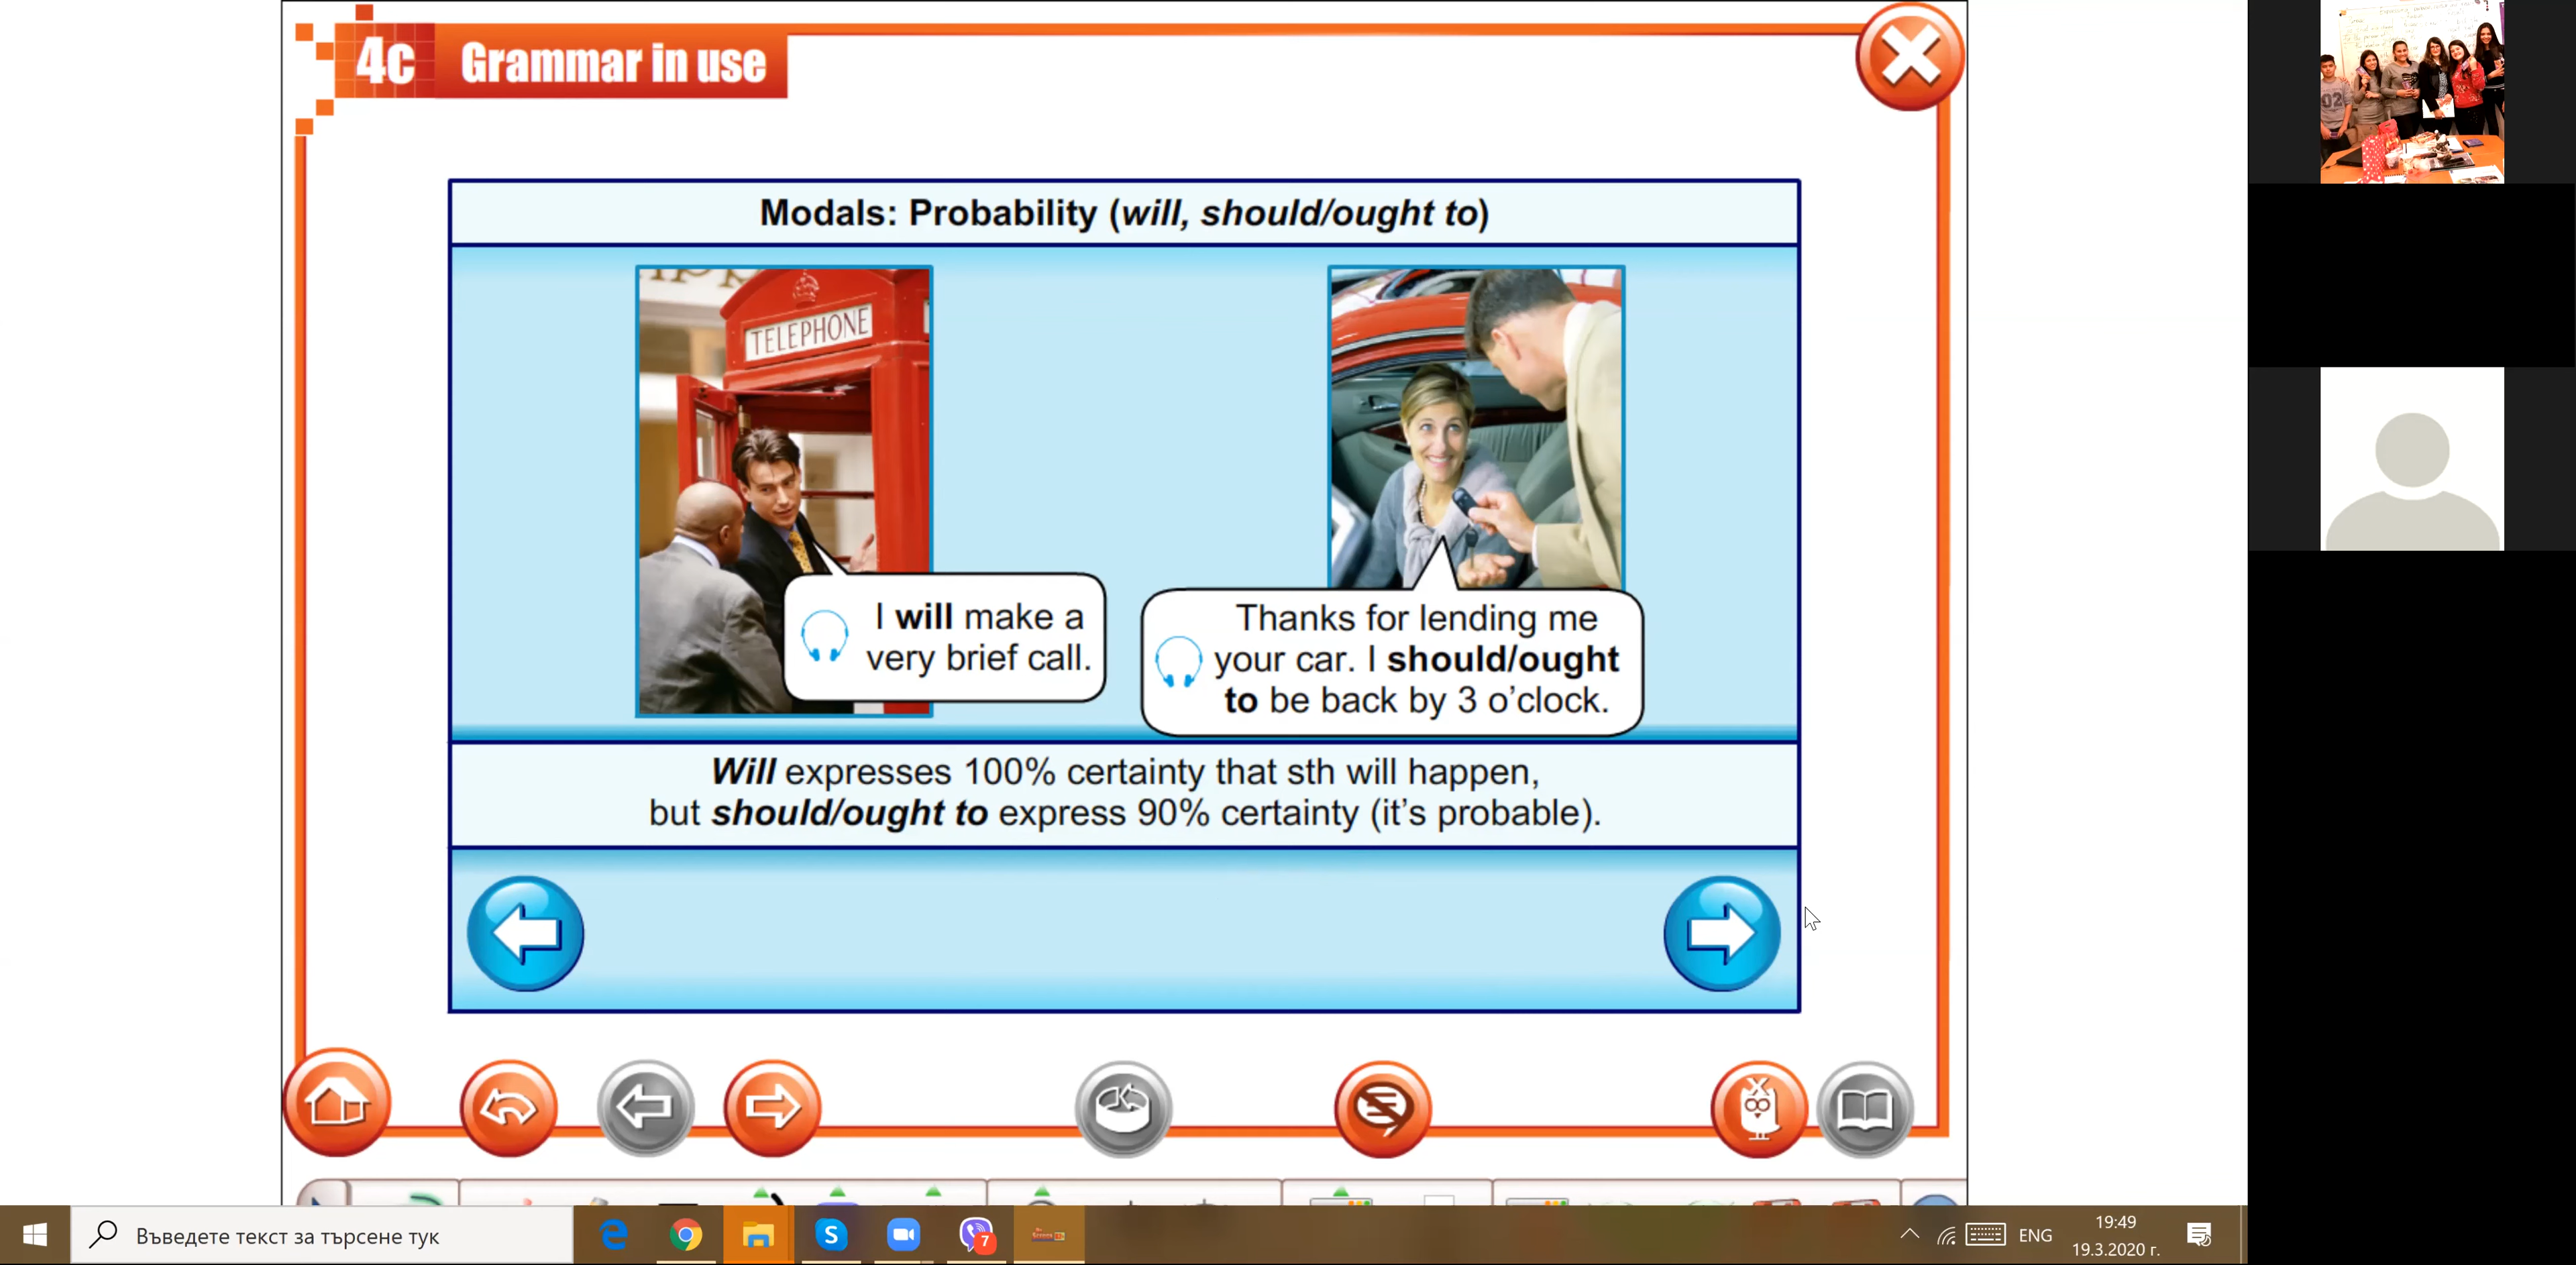 4c Grammar in use
Modals: Probability (will, should/ought to)
TELEPHONE
I will make a
very brief call.
Thanks for lending me
your car. I should/ought
to be back by 3 o’clock.
Will expresses 100% certainty that sth will happen,
but should/ought to express 90% certainty (it’s probable).
Въведете текст за търсене тук
7
ENG
19:49
19.3.2020 г.